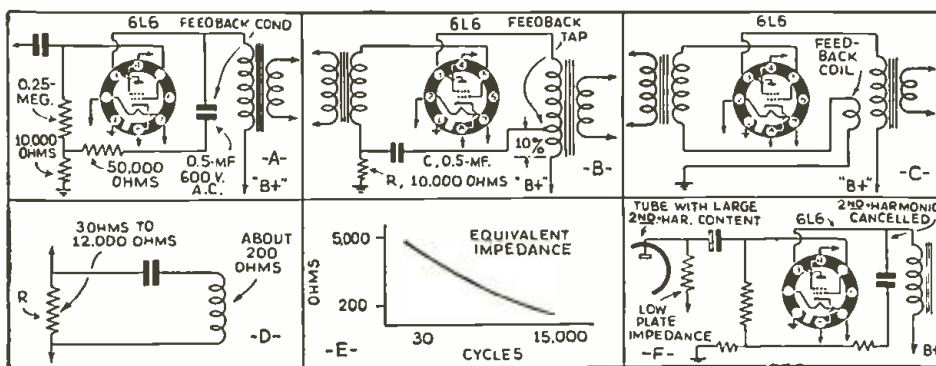 6L6
FEEDBACK COND
0.25-
MEG.
10,000
OHMS
50,000
OHMS
0.5-MF.
600 V.
A.C.
-A-
"B+"
6L6
FEEDBACK
TAP
10%
C, 0.5-MF.
R, 10,000 OHMS
"B+"
-B-
6L6
FEED-
BACK
COIL
"B+"
-C-
3 OHMS TO
12,000 OHMS
ABOUT
200
OHMS
R
-D-
5,000
EQUIVALENT
IMPEDANCE
OHMS
200
30
15,000
-E-
CYCLES
TUBE WITH LARGE
2ND HAR. CONTENT
2ND HARMONIC
CANCELLED
6L6
LOW
PLATE
IMPEDANCE
-F-
B+